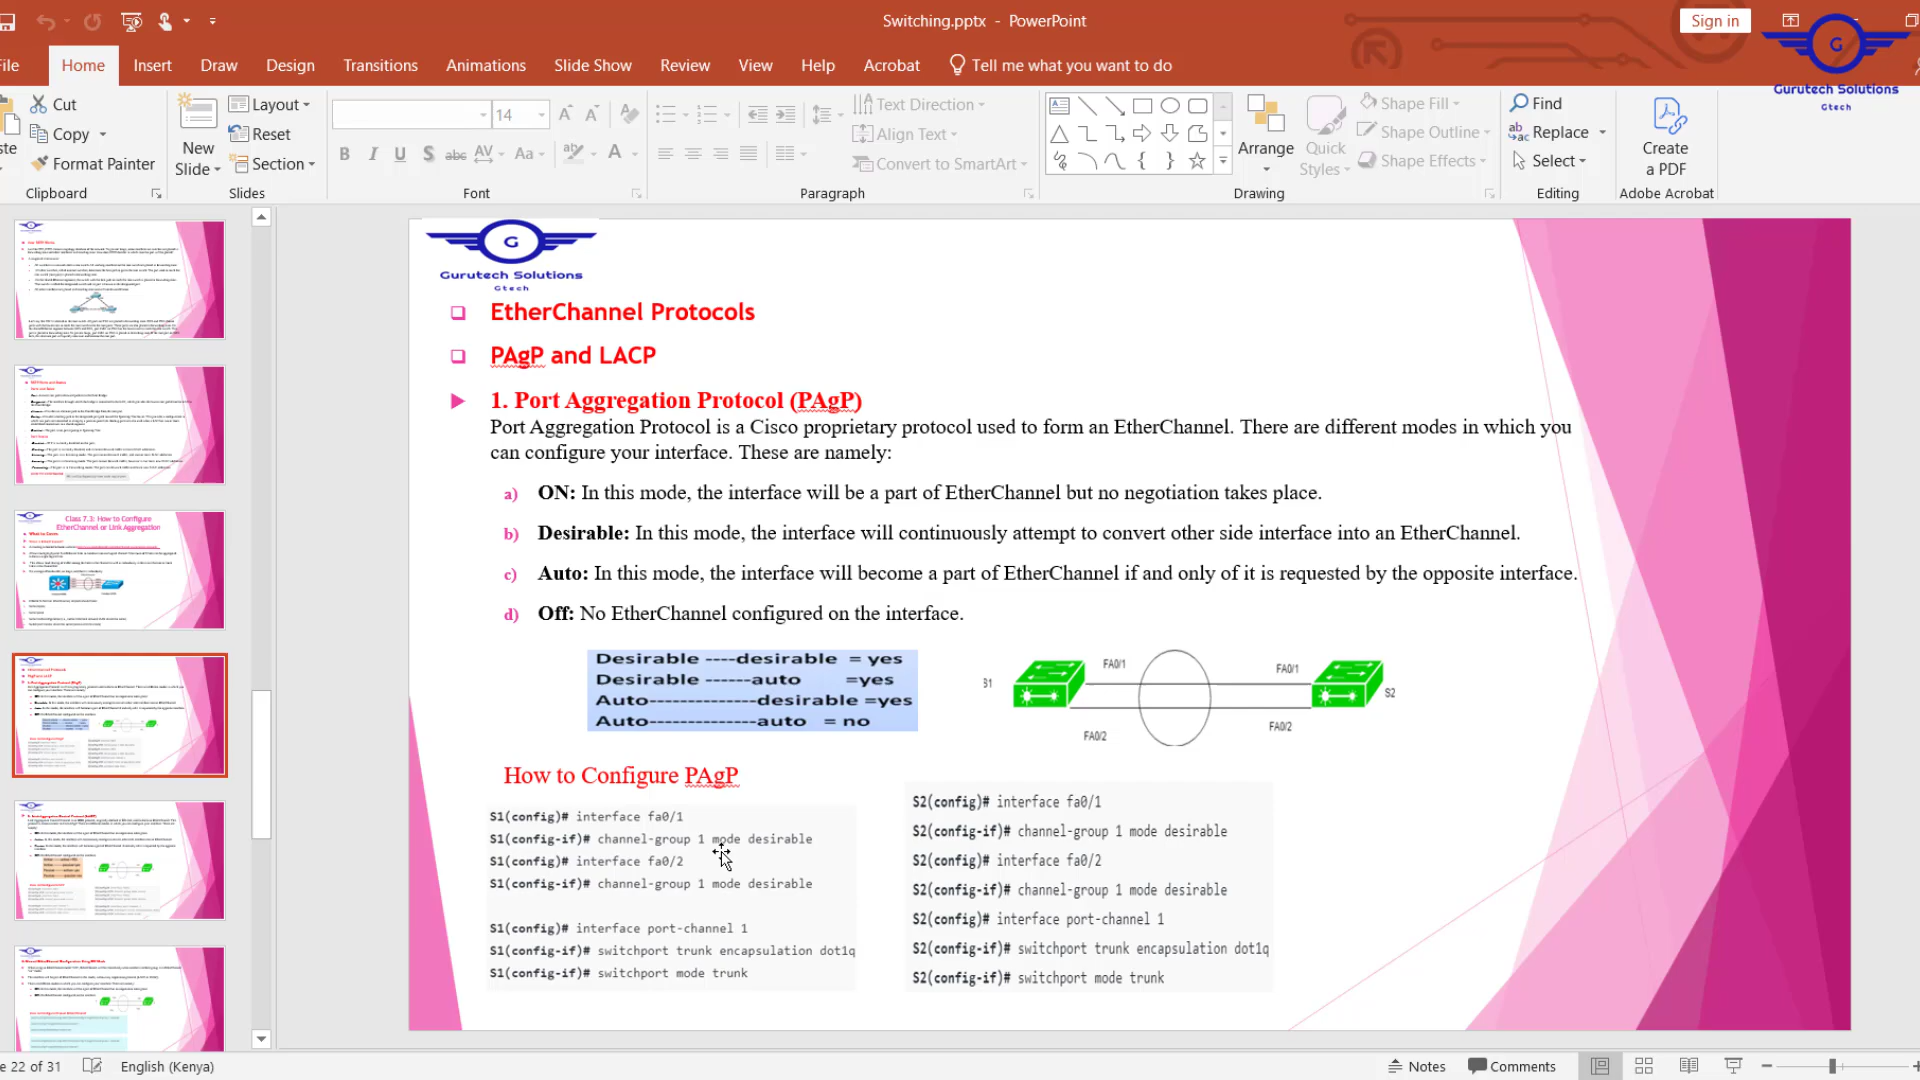 Switching.pptx - PowerPoint
Sign in
File Home Insert Draw Design Transitions Animations Slide Show Review View Help Acrobat Tell me what you want to do
G
Gurutech Solutions
Gtech
Cut
Copy
Format Painter
Clipboard
New
Slide
Layout
Reset
Section
Slides
14
Font
Text Direction
Align Text
Convert to SmartArt
Paragraph
Arrange
Quick
Styles
Shape Fill
Shape Outline
Shape Effects
Drawing
Find
Replace
Select
Editing
Create
a PDF
Adobe Acrobat
Class 7.3: How to Configure
EtherChannel or Link Aggregation
G
Gurutech Solutions
Gtech
EtherChannel Protocols
PAgP and LACP
1. Port Aggregation Protocol (PAgP)
Port Aggregation Protocol is a Cisco proprietary protocol used to form an EtherChannel. There are different modes in which you
can configure your interface. These are namely:
a) ON: In this mode, the interface will be a part of EtherChannel but no negotiation takes place.
b) Desirable: In this mode, the interface will continuously attempt to convert other side interface into an EtherChannel.
c) Auto: In this mode, the interface will become a part of EtherChannel if and only of it is requested by the opposite interface.
d) Off: No EtherChannel configured on the interface.
Desirable ----desirable = yes
Desirable ------auto =yes
Auto---------------desirable =yes
Auto---------------auto = no
S1 FA0/1 FA0/1 S2
FA0/2 FA0/2
How to Configure PAgP
S1(config)# interface fa0/1
S1(config-if)# channel-group 1 mode desirable
S1(config)# interface fa0/2
S1(config-if)# channel-group 1 mode desirable
S1(config)# interface port-channel 1
S1(config-if)# switchport trunk encapsulation dot1q
S1(config-if)# switchport mode trunk
S2(config)# interface fa0/1
S2(config-if)# channel-group 1 mode desirable
S2(config)# interface fa0/2
S2(config-if)# channel-group 1 mode desirable
S2(config)# interface port-channel 1
S2(config-if)# switchport trunk encapsulation dot1q
S2(config-if)# switchport mode trunk
e 22 of 31 English (Kenya) Notes Comments